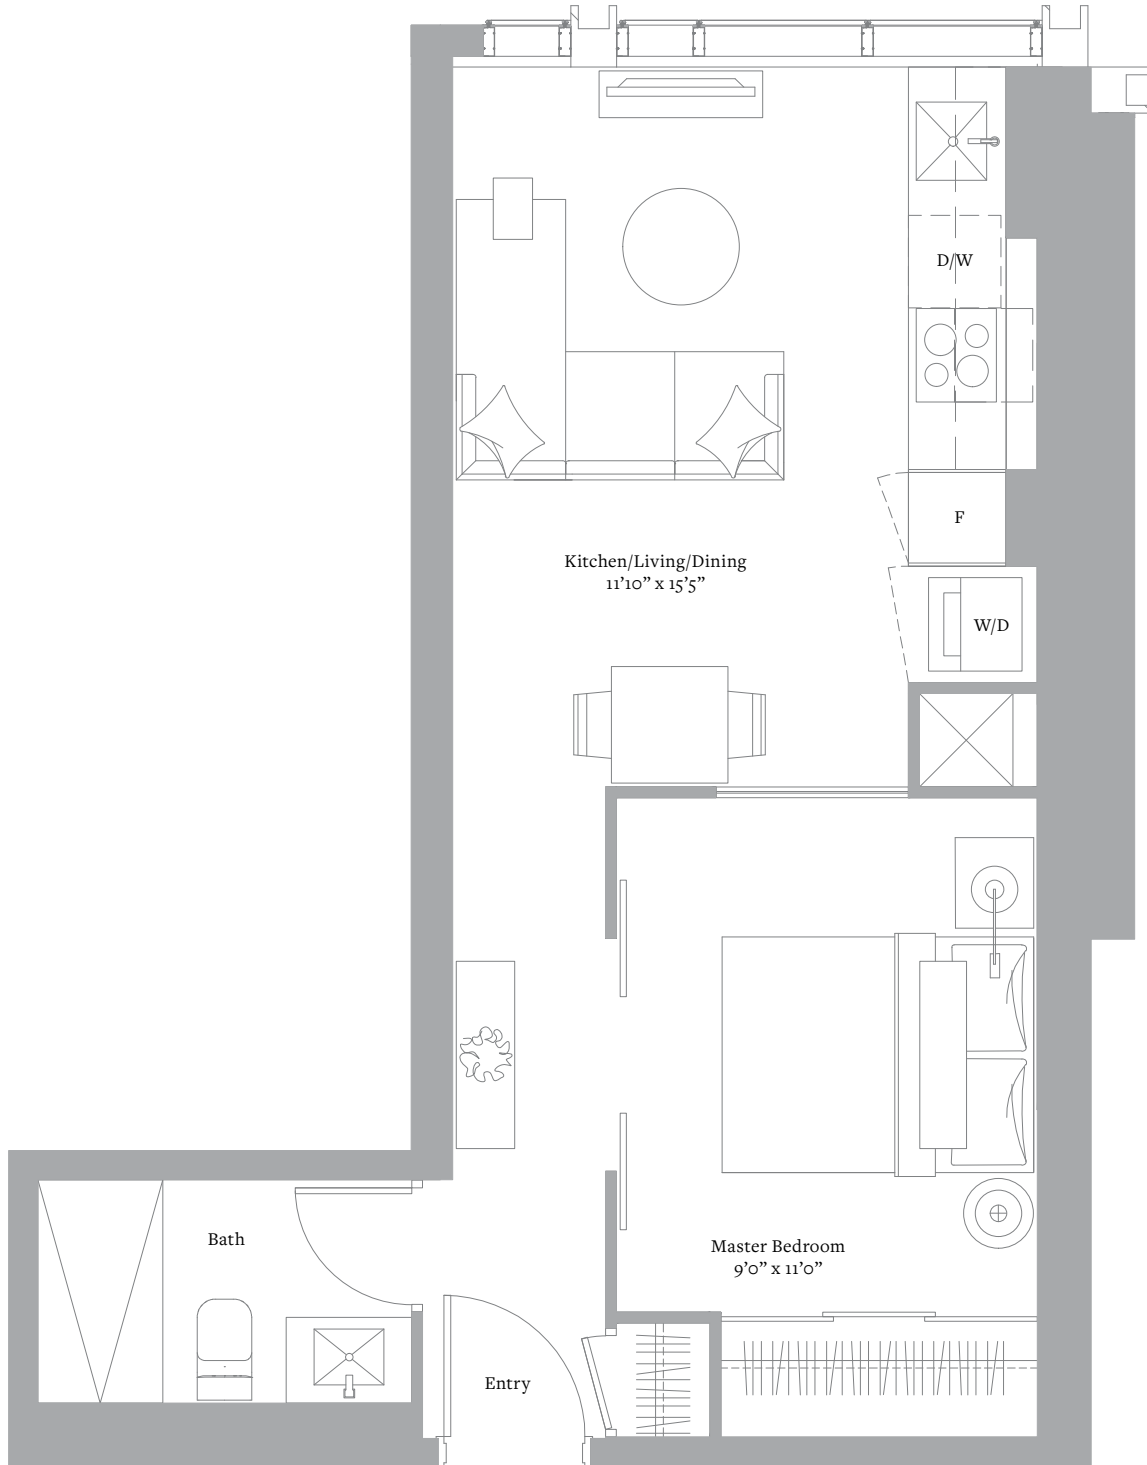 D/W
F
Kitchen/Living/Dining
11’10” x 15’5”
W/D
Bath
Master Bedroom
9’0” x 11’0”
Entry